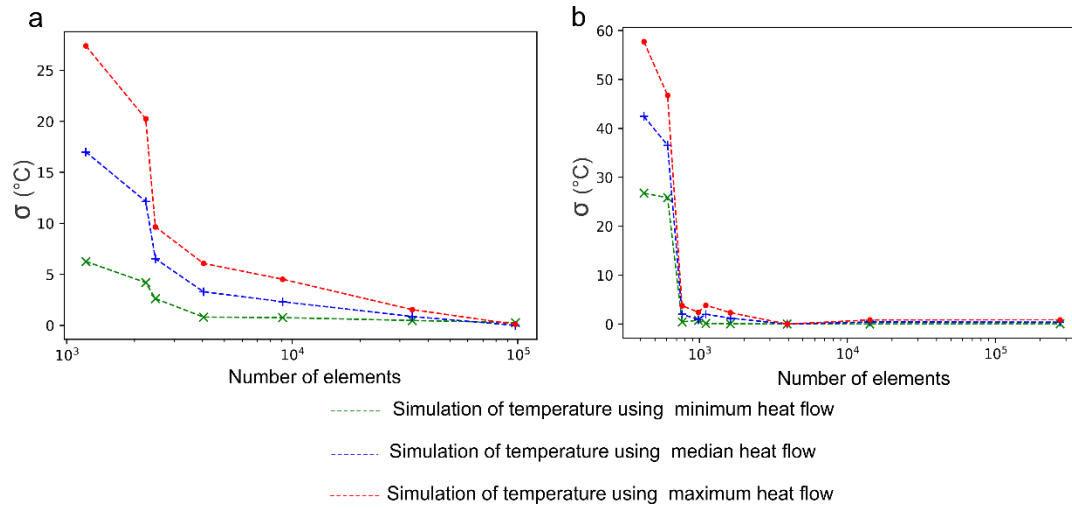 a
b
25
20
15
10
5
0
σ (°C)
10³
10⁴
10⁵
Number of elements
60
50
40
30
20
10
0
σ (°C)
10³
10⁴
10⁵
Number of elements
Simulation of temperature using minimum heat flow
Simulation of temperature using median heat flow
Simulation of temperature using maximum heat flow